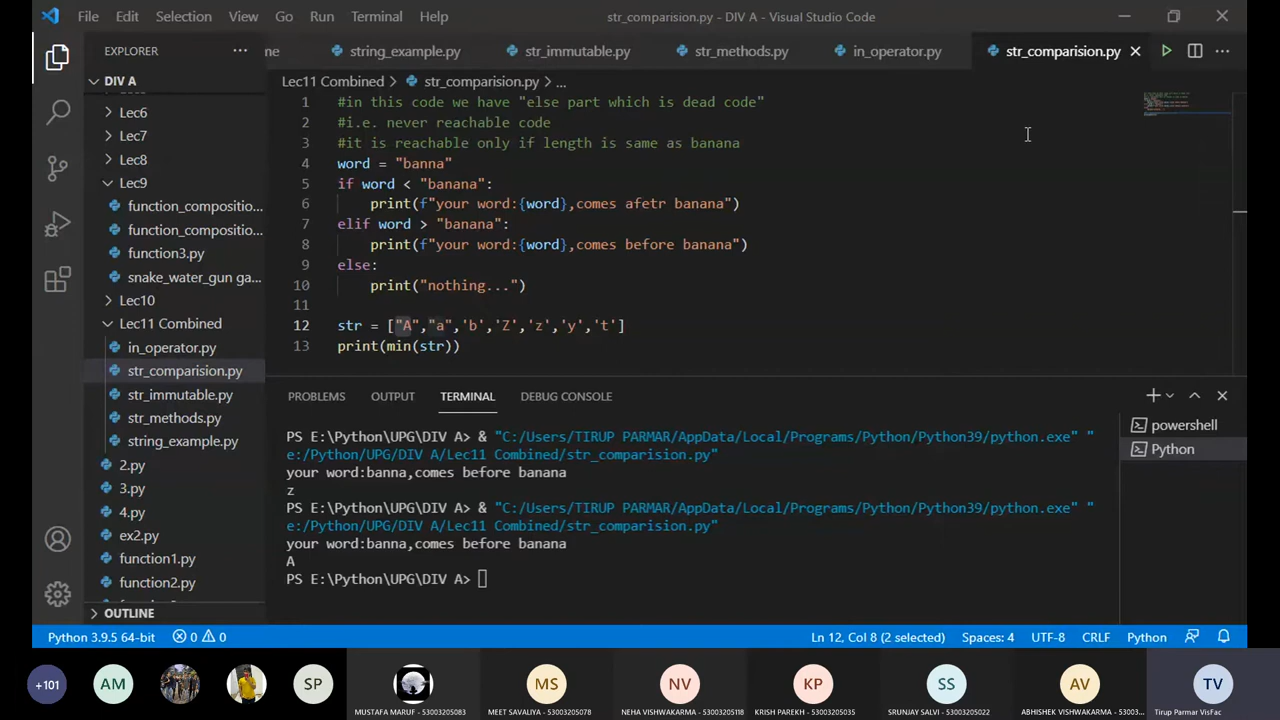 File Edit Selection View Go Run Terminal Help str_comparision.py - DIV A - Visual Studio Code
EXPLORER ... me string_example.py str_immutable.py str_methods.py in_operator.py str_comparision.py
DIV A
Lec6
Lec7
Lec8
Lec9
function_compositio...
function_compositio...
function3.py
snake_water_gun ga...
Lec10
Lec11 Combined
in_operator.py
str_comparision.py
str_immutable.py
str_methods.py
string_example.py
2.py
3.py
4.py
ex2.py
function1.py
function2.py
OUTLINE
Lec11 Combined > str_comparision.py > ...
1 #in this code we have "else part which is dead code"
2 #i.e. never reachable code
3 #it is reachable only if length is same as banana
4 word = "banna"
5 if word < "banana":
6 print(f"your word:{word},comes afetr banana")
7 elif word > "banana":
8 print(f"your word:{word},comes before banana")
9 else:
10 print("nothing...")
11
12 str = ["A","a",'b','Z','z','y','t']
13 print(min(str))
PROBLEMS OUTPUT TERMINAL DEBUG CONSOLE
PS E:\Python\UPG\DIV A> & "C:/Users/TIRUP PARMAR/AppData/Local/Programs/Python/Python39/python.exe" "
e:/Python/UPG/DIV A/Lec11 Combined/str_comparision.py"
your word:banna,comes before banana
z
PS E:\Python\UPG\DIV A> & "C:/Users/TIRUP PARMAR/AppData/Local/Programs/Python/Python39/python.exe" "
e:/Python/UPG/DIV A/Lec11 Combined/str_comparision.py"
your word:banna,comes before banana
A
PS E:\Python\UPG\DIV A>
powershell
Python
Python 3.9.5 64-bit 0 0 Ln 12, Col 8 (2 selected) Spaces: 4 UTF-8 CRLF Python
+101 AM SP MS NV KP SS AV TV
MUSTAFA MARUF - 53003205083 MEET SAVALIYA - 53003205078 NEHA VISHWAKARMA - 53003205118 KRISH PAREKH - 53003205035 SRUNJAY SALVI - 53003205022 ABHISHEK VISHWAKARMA - 53003... Tirup Parmar VisFac